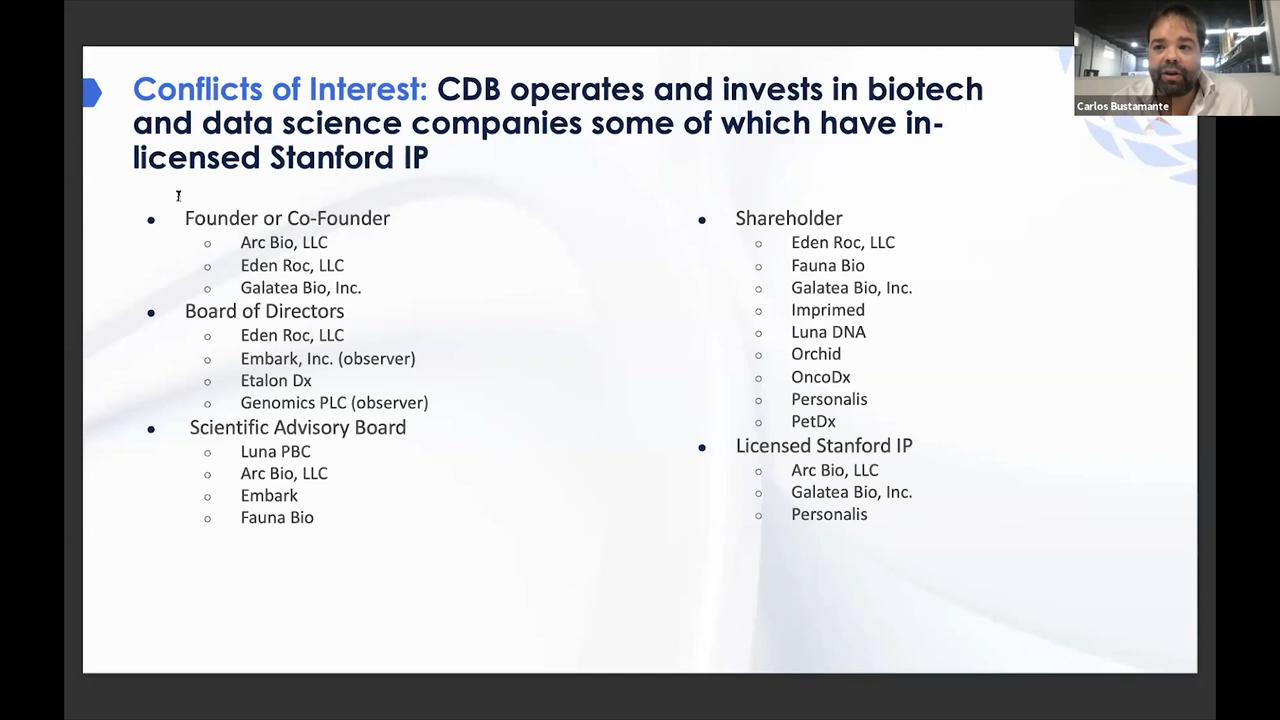 Conflicts of Interest: CDB operates and invests in biotech
and data science companies some of which have in-
licensed Stanford IP
Founder or Co-Founder
Arc Bio, LLC
Eden Roc, LLC
Galatea Bio, Inc.
Board of Directors
Eden Roc, LLC
Embark, Inc. (observer)
Etalon Dx
Genomics PLC (observer)
Scientific Advisory Board
Luna PBC
Arc Bio, LLC
Embark
Fauna Bio
Shareholder
Eden Roc, LLC
Fauna Bio
Galatea Bio, Inc.
Imprimed
Luna DNA
Orchid
OncoDx
Personalis
PetDx
Licensed Stanford IP
Arc Bio, LLC
Galatea Bio, Inc.
Personalis
Carlos Bustamante